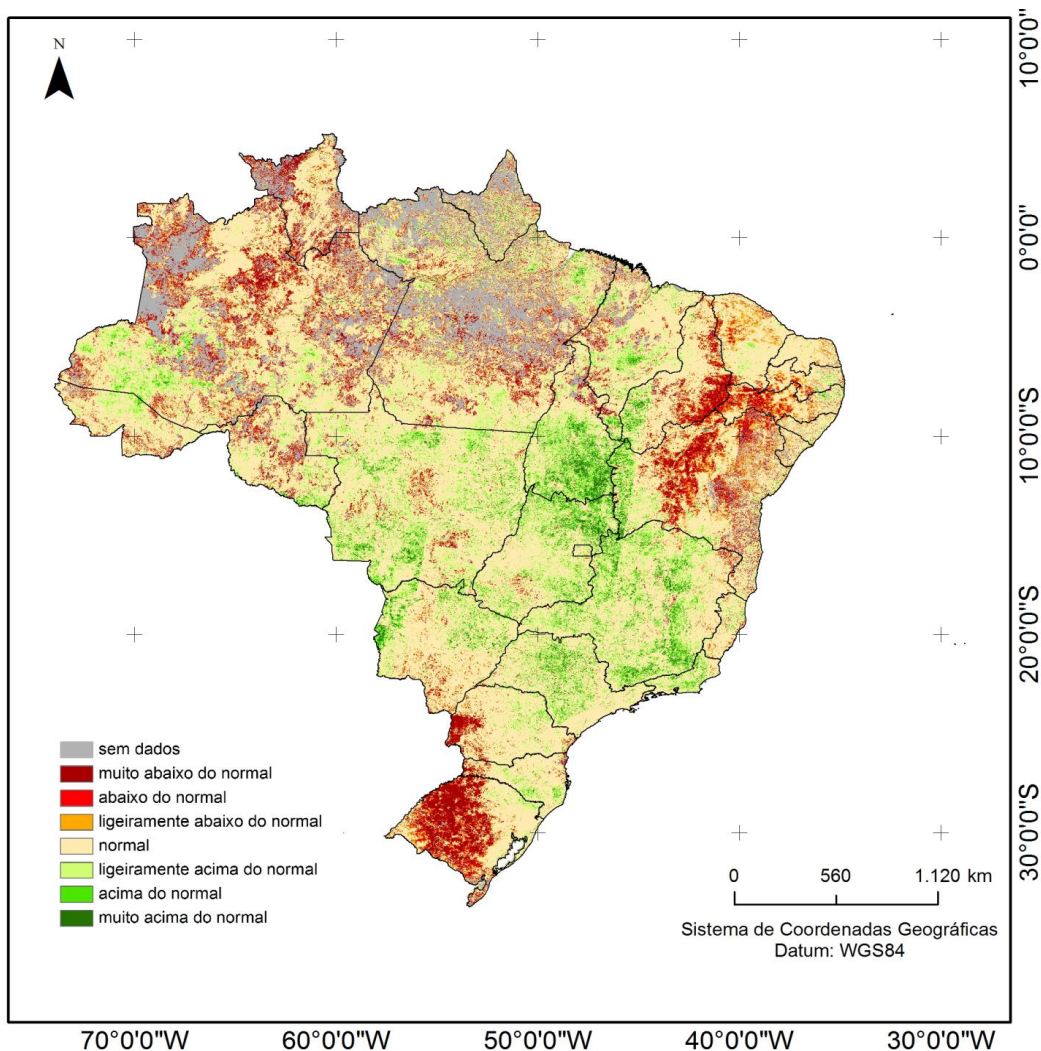 N
10°0'0"
0°0'0"
10°0'0"S
20°0'0"S
30°0'0"S
sem dados
muito abaixo do normal
abaixo do normal
ligeiramente abaixo do normal
normal
ligeiramente acima do normal
acima do normal
muito acima do normal
0 560 1.120 km
Sistema de Coordenadas Geográficas
Datum: WGS84
70°0'0"W 60°0'0"W 50°0'0"W 40°0'0"W 30°0'0"W